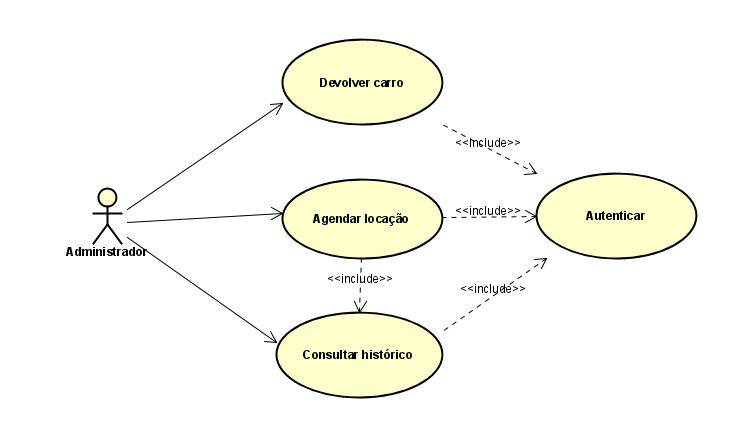 Devolver carro
<<include>>
Agendar locação
<<include>>
Autenticar
Administrador
<<include>>
<<include>>
Consultar histórico